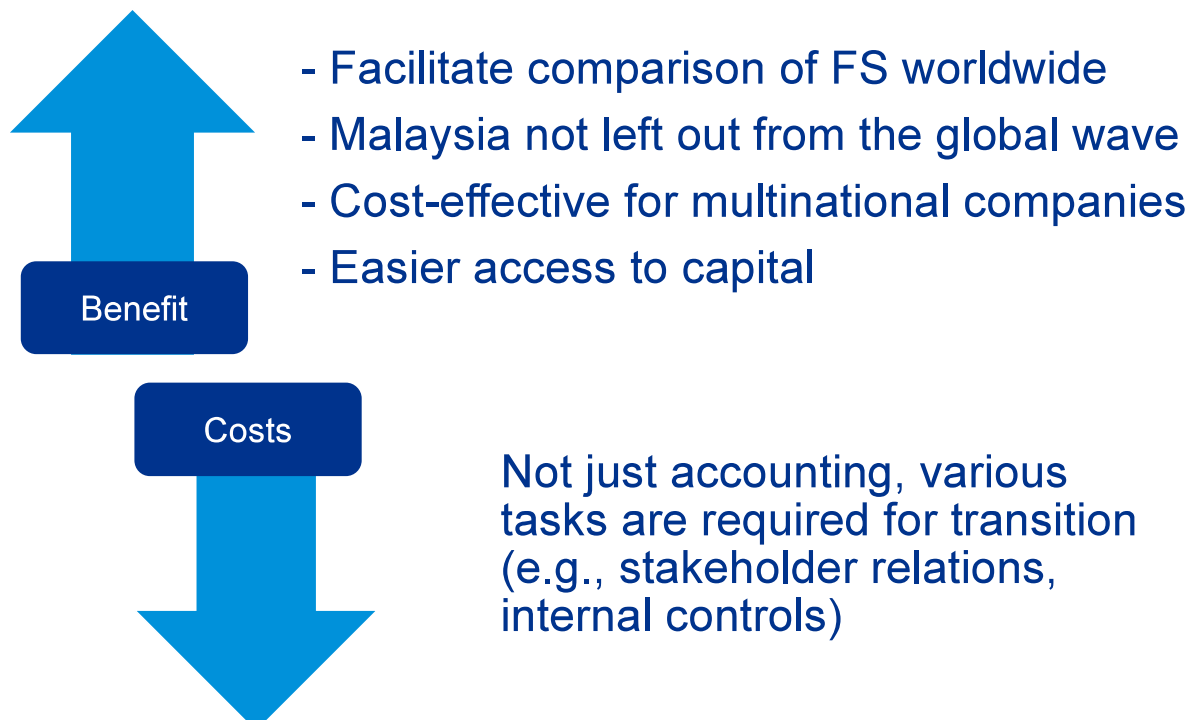 - Facilitate comparison of FS worldwide
- Malaysia not left out from the global wave
- Cost-effective for multinational companies
- Easier access to capital
Benefit
Costs
Not just accounting, various
tasks are required for transition
(e.g., stakeholder relations,
internal controls)